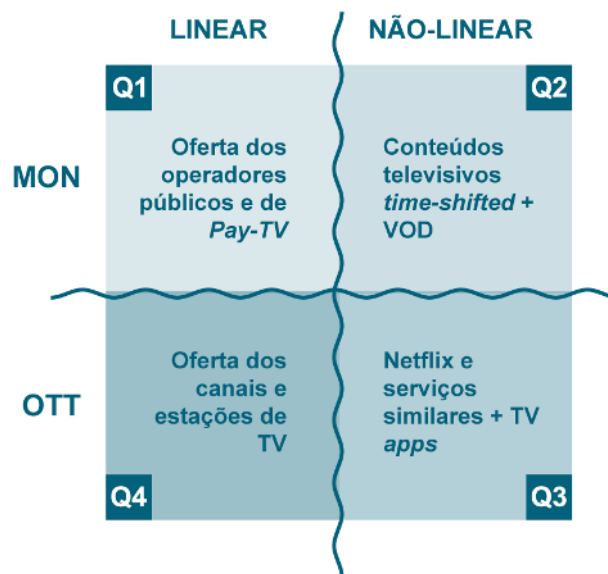 LINEAR
NÃO-LINEAR
Q1
Q2
MON
Oferta dos
operadores
públicos e de
Pay-TV
Conteúdos
televisivos
time-shifted +
VOD
OTT
Oferta dos
canais e
estações de
TV
Netflix e
serviços
similares + TV
apps
Q4
Q3